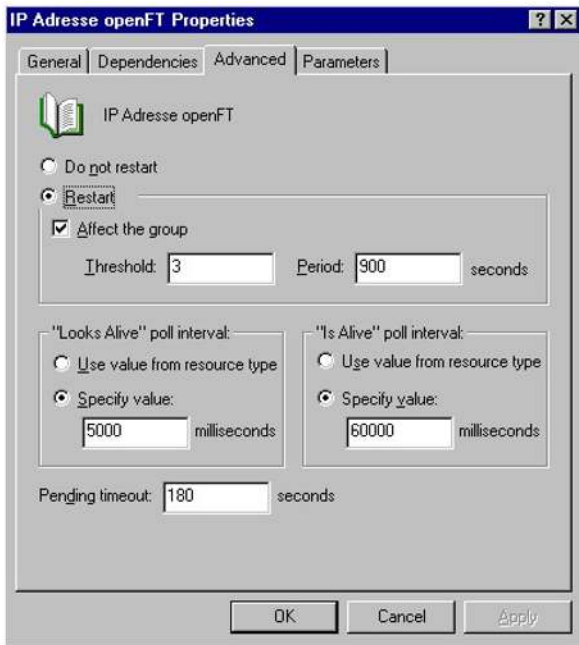 IP Adresse openFT Properties
General Dependencies Advanced Parameters
IP Adresse openFT
Do not restart
Restart
Affect the group
Threshold: 3 Period: 900 seconds
"Looks Alive" poll interval: "Is Alive" poll interval:
Use value from resource type Use value from resource type
Specify value: Specify value:
5000 milliseconds 60000 milliseconds
Pending timeout: 180 seconds
OK Cancel Apply